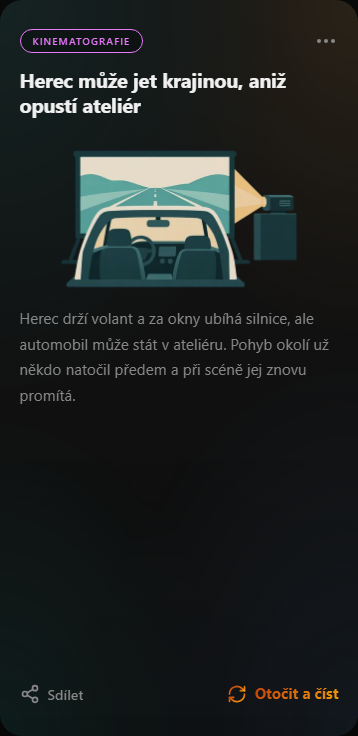 KINEMATOGRAFIE
Herec může jet krajinou, aniž
opustí ateliér
Herec drží volant a za okny ubíhá silnice, ale
automobil může stát v ateliéru. Pohyb okolí už
někdo natočil předem a při scéně jej znovu
promítá.
Sdílet
Otočit a číst